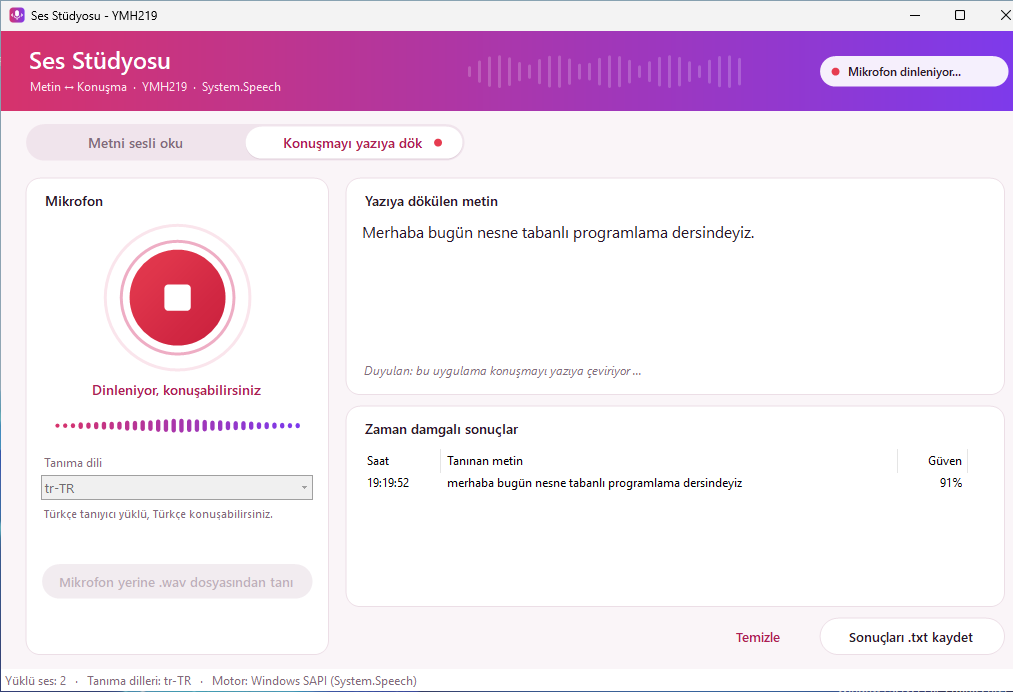 Ses Stüdyosu - YMH219
Ses Stüdyosu
Metin ↔ Konuşma · YMH219 · System.Speech
Mikrofon dinleniyor...
Metni sesli oku
Konuşmayı yazıya dök
Mikrofon
Dinleniyor, konuşabilirsiniz
Tanıma dili
tr-TR
Türkçe tanıyıcı yüklü, Türkçe konuşabilirsiniz.
Mikrofon yerine .wav dosyasından tanı
Yazıya dökülen metin
Merhaba bugün nesne tabanlı programlama dersindeyiz.
Duyulan: bu uygulama konuşmayı yazıya çeviriyor ...
Zaman damgalı sonuçlar
Saat Tanınan metin Güven
19:19:52 merhaba bugün nesne tabanlı programlama dersindeyiz 91%
Temizle
Sonuçları .txt kaydet
Yüklü ses: 2 · Tanıma dilleri: tr-TR · Motor: Windows SAPI (System.Speech)